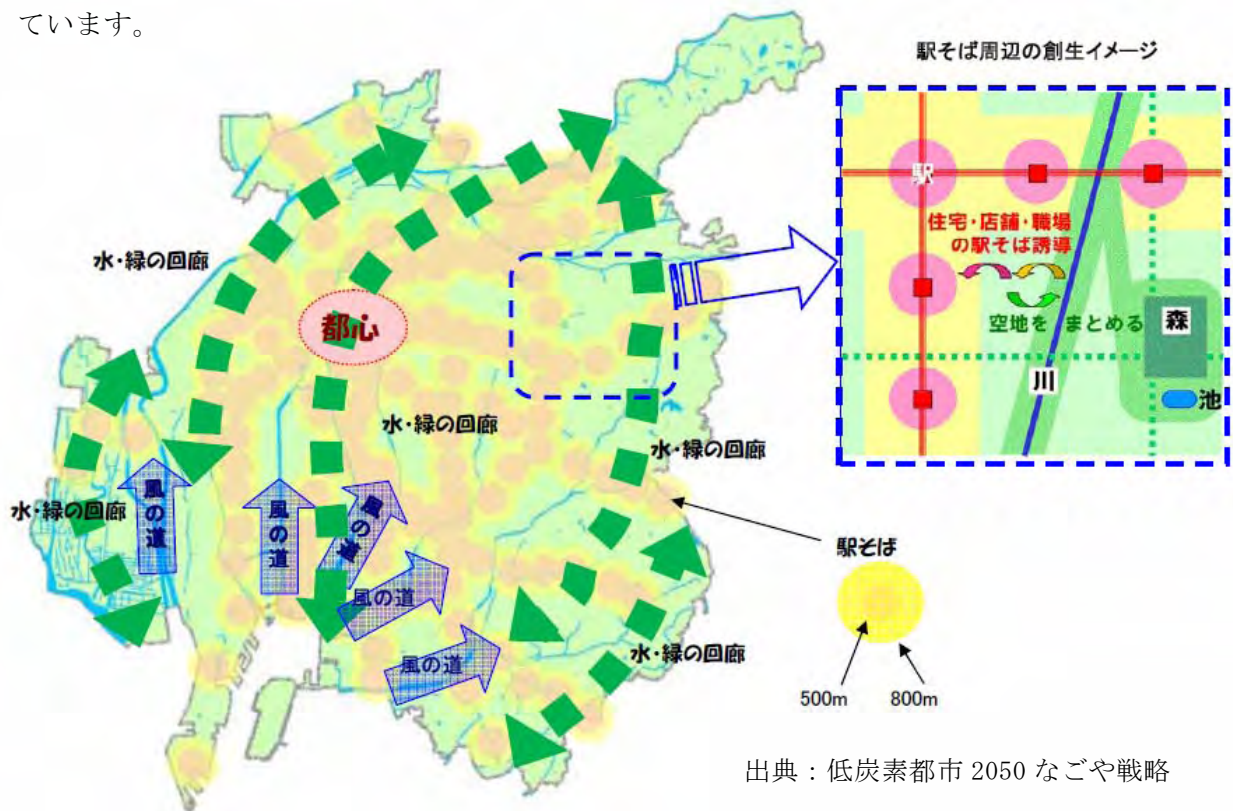 ています。
駅そば周辺の創生イメージ
駅
住宅・店舗・職場
の駅そば誘導
空地を まとめる
森
川
池
水・緑の回廊
都心
水・緑の回廊
水・緑の回廊
水・緑の回廊
風の道
風の道
風の道
風の道
風の道
水・緑の回廊
駅そば
500m
800m
出典：低炭素都市 2050 なごや戦略